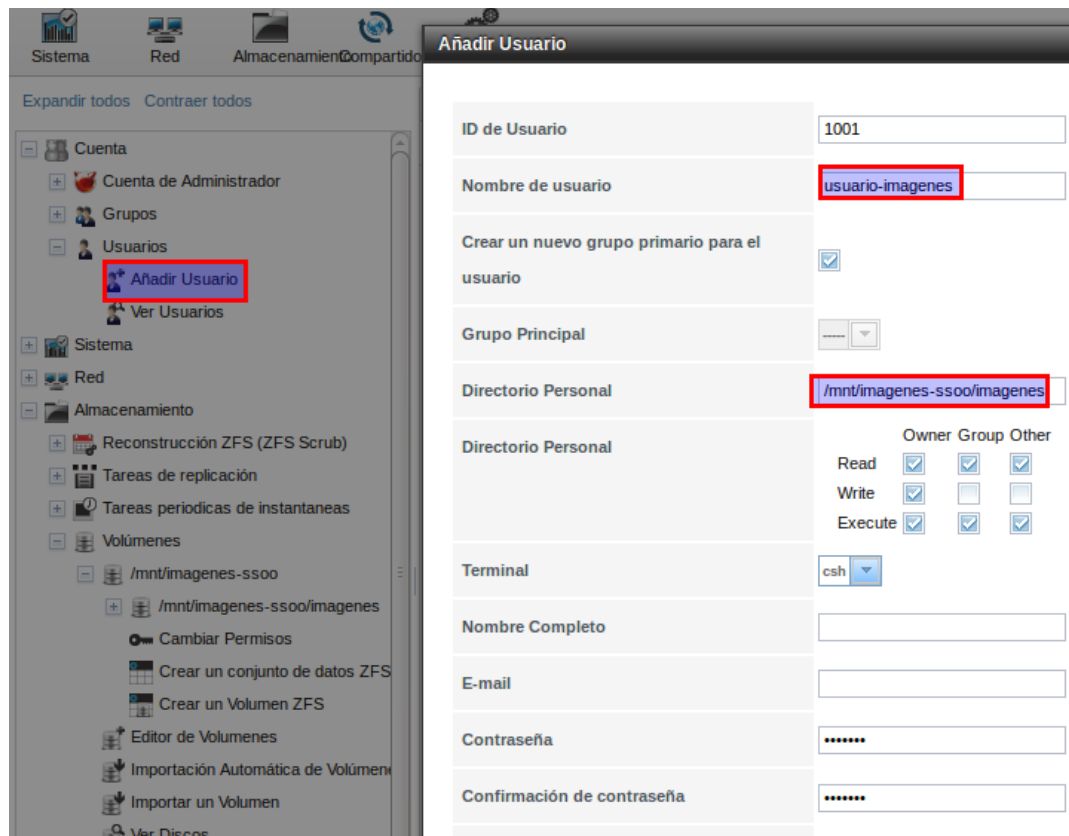 Sistema
Red
Almacenamiento
Compartido
Expandir todos Contraer todos
Cuenta
Cuenta de Administrador
Grupos
Usuarios
Añadir Usuario
Ver Usuarios
Sistema
Red
Almacenamiento
Reconstrucción ZFS (ZFS Scrub)
Tareas de replicación
Tareas periodicas de instantaneas
Volúmenes
/mnt/imagenes-ssoo
/mnt/imagenes-ssoo/imagenes
Cambiar Permisos
Crear un conjunto de datos ZFS
Crear un Volumen ZFS
Editor de Volumenes
Importación Automática de Volúmene
Importar un Volumen
Ver Discos
Añadir Usuario
ID de Usuario 1001
Nombre de usuario usuario-imagenes
Crear un nuevo grupo primario para el
usuario
Grupo Principal -----
Directorio Personal /mnt/imagenes-ssoo/imagenes
Directorio Personal
Owner Group Other
Read
Write
Execute
Terminal csh
Nombre Completo
E-mail
Contraseña •••••••
Confirmación de contraseña •••••••